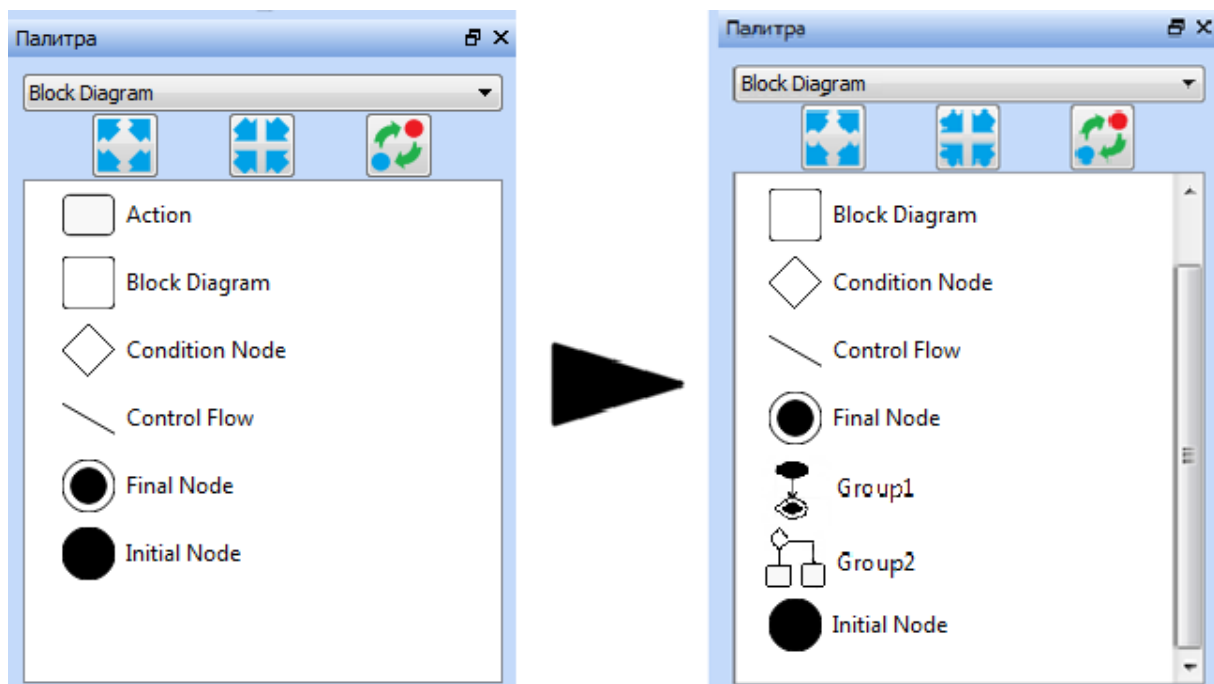 Палитра
Block Diagram
Action
Block Diagram
Condition Node
Control Flow
Final Node
Initial Node
Палитра
Block Diagram
Block Diagram
Condition Node
Control Flow
Final Node
Group1
Group2
Initial Node